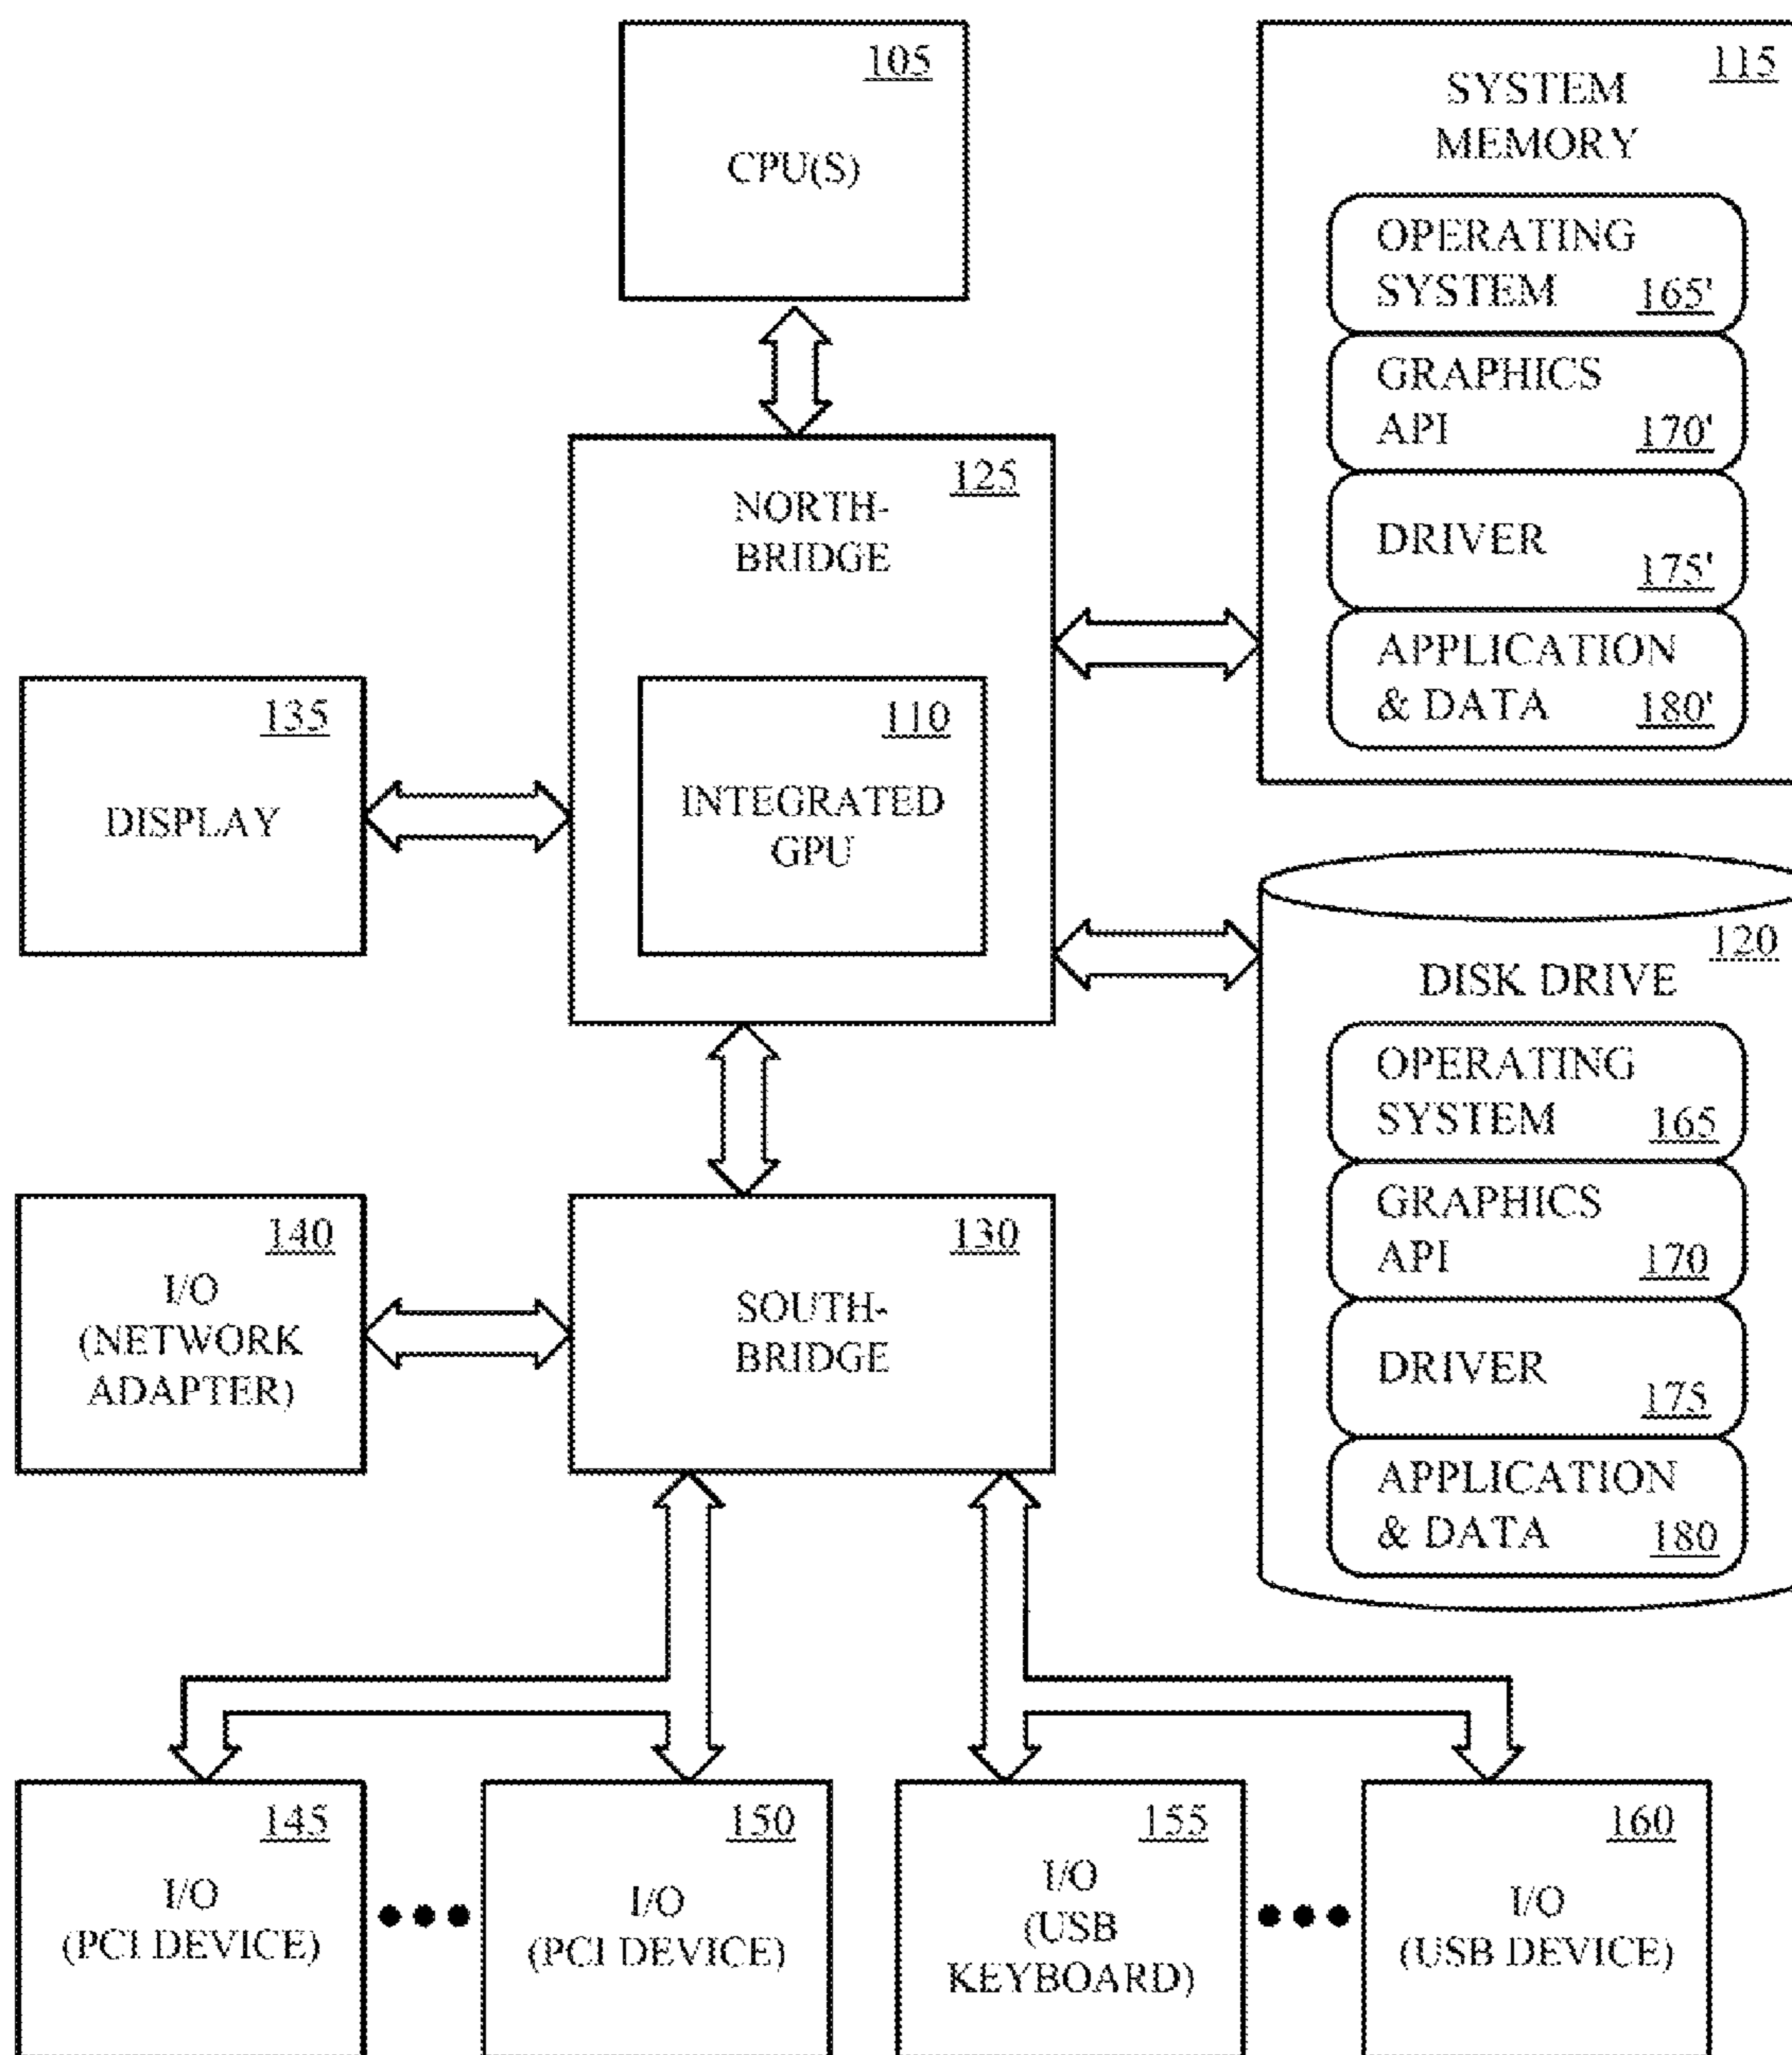 105
CPU(S)
115
SYSTEM
MEMORY
OPERATING
SYSTEM 165'
GRAPHICS
API 170'
DRIVER
175'
APPLICATION
& DATA 180'
125
NORTH-
BRIDGE
110
INTEGRATED
GPU
135
DISPLAY
120
DISK DRIVE
OPERATING
SYSTEM 165
GRAPHICS
API 170
DRIVER
175
APPLICATION
& DATA 180
140
I/O
(NETWORK
ADAPTER)
130
SOUTH-
BRIDGE
145
I/O
(PCI DEVICE)
150
I/O
(PCI DEVICE)
155
I/O
(USB
KEYBOARD)
160
I/O
(USB DEVICE)